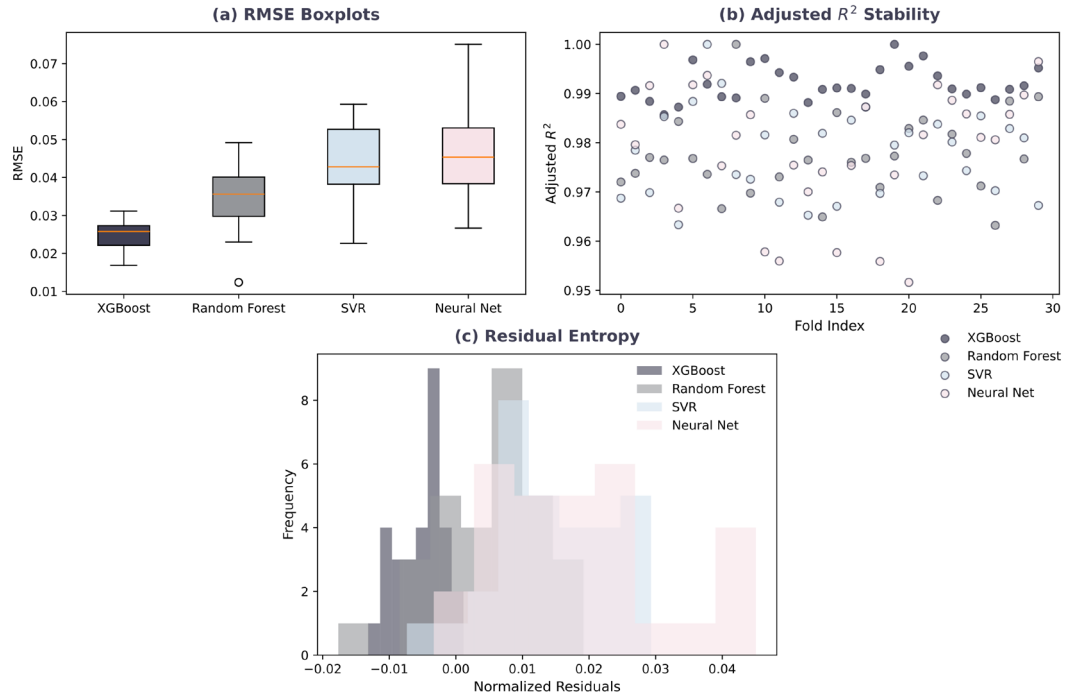 (a) RMSE Boxplots
RMSE
0.07
0.06
0.05
0.04
0.03
0.02
0.01
XGBoost Random Forest SVR Neural Net
(b) Adjusted R² Stability
Adjusted R²
1.00
0.99
0.98
0.97
0.96
0.95
0 5 10 15 20 25 30
Fold Index
XGBoost
Random Forest
SVR
Neural Net
(c) Residual Entropy
Frequency
8
6
4
2
0
XGBoost
Random Forest
SVR
Neural Net
−0.02 −0.01 0.00 0.01 0.02 0.03 0.04
Normalized Residuals